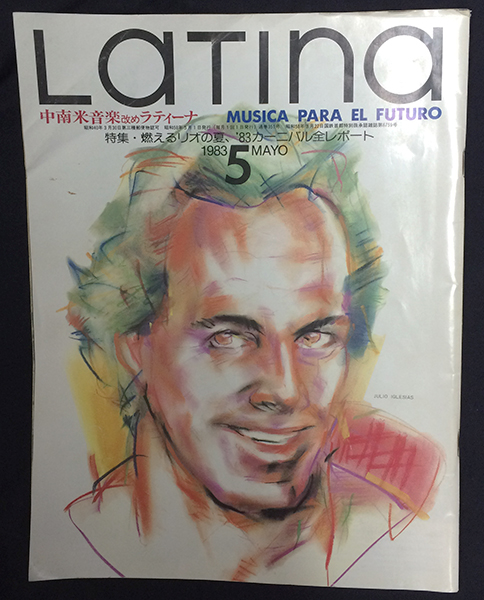 Latina
中南米音楽改めラティーナ
MUSICA PARA EL FUTURO
特集・燃えるリオの夏、'83カーニバル全レポート
1983 5 MAYO
JULIO IGLESIAS